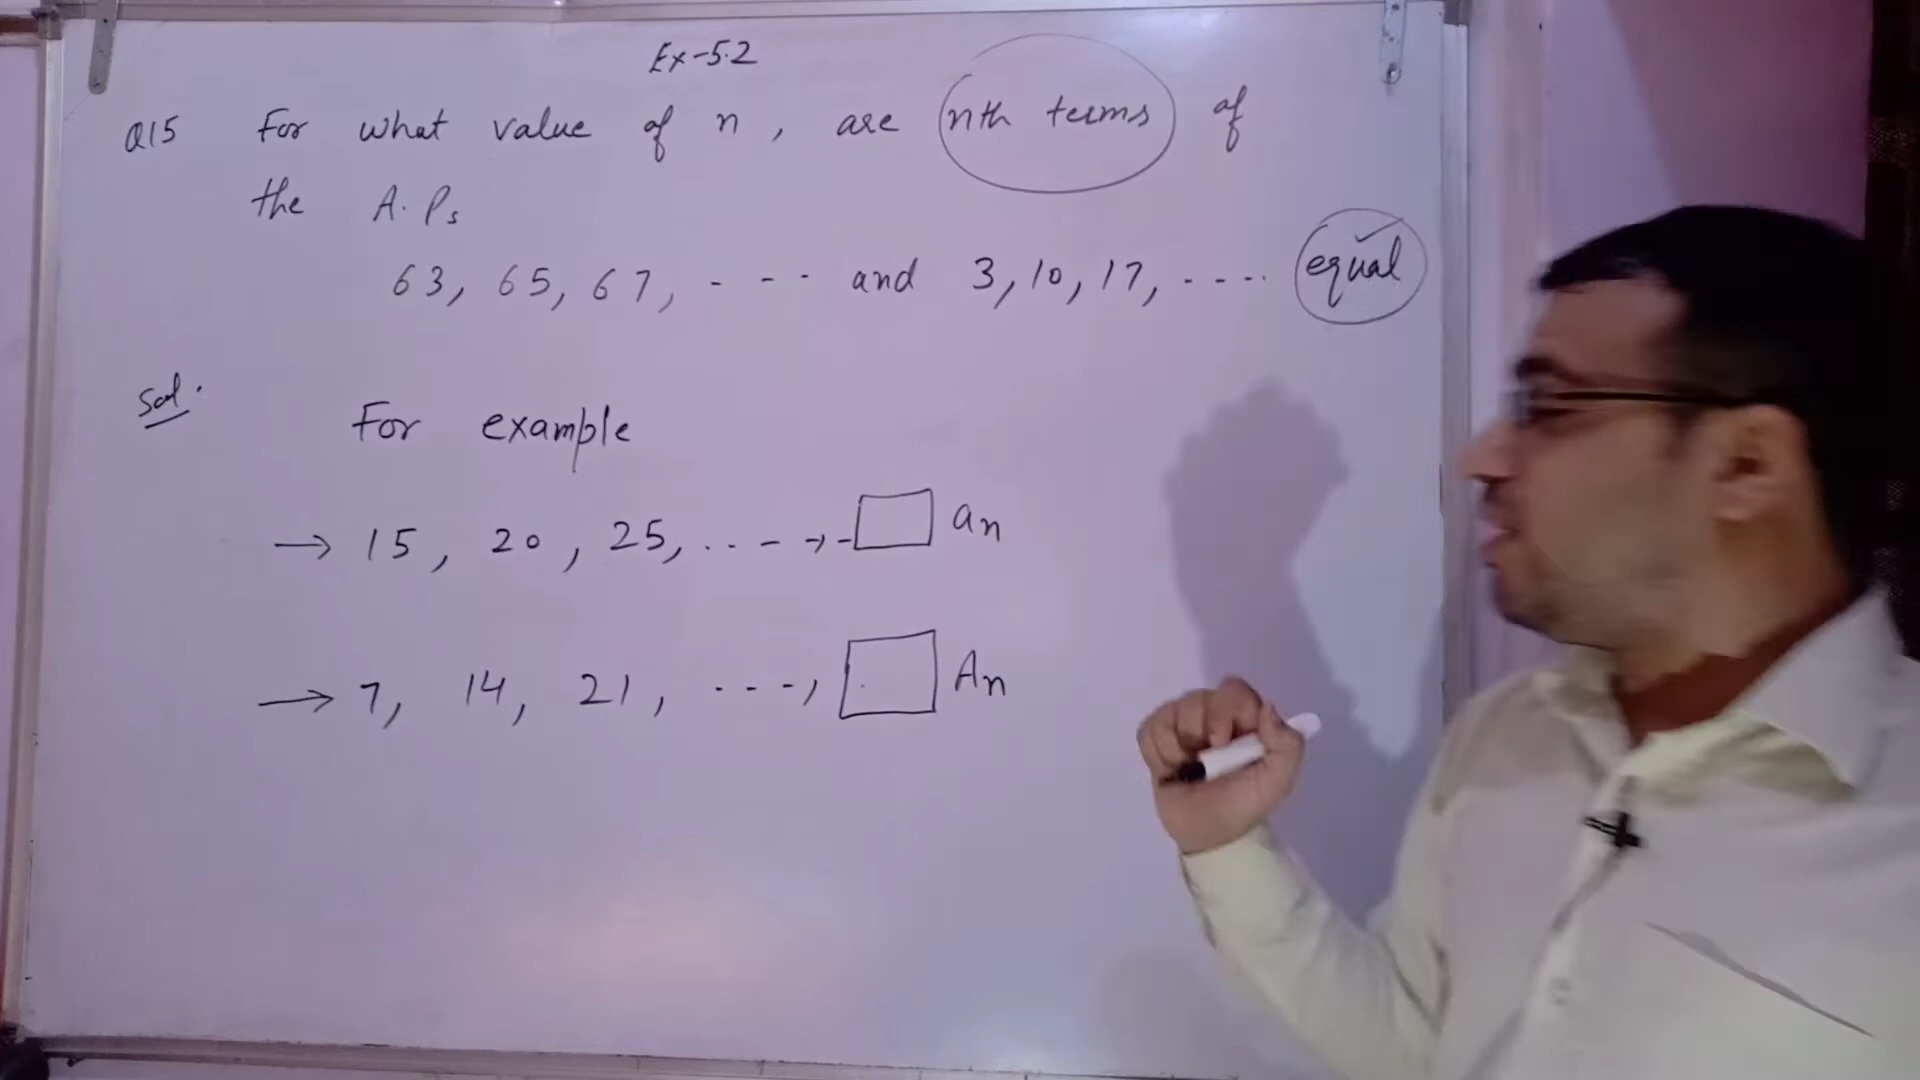 Ex-5.2
Q15 For what value of n, are nth terms of
the A.Ps
63, 65, 67, - - - and 3, 10, 17, .... equal
Sol.
For example
→ 15, 20, 25, ..- - , - an
→ 7, 14, 21, ---, An